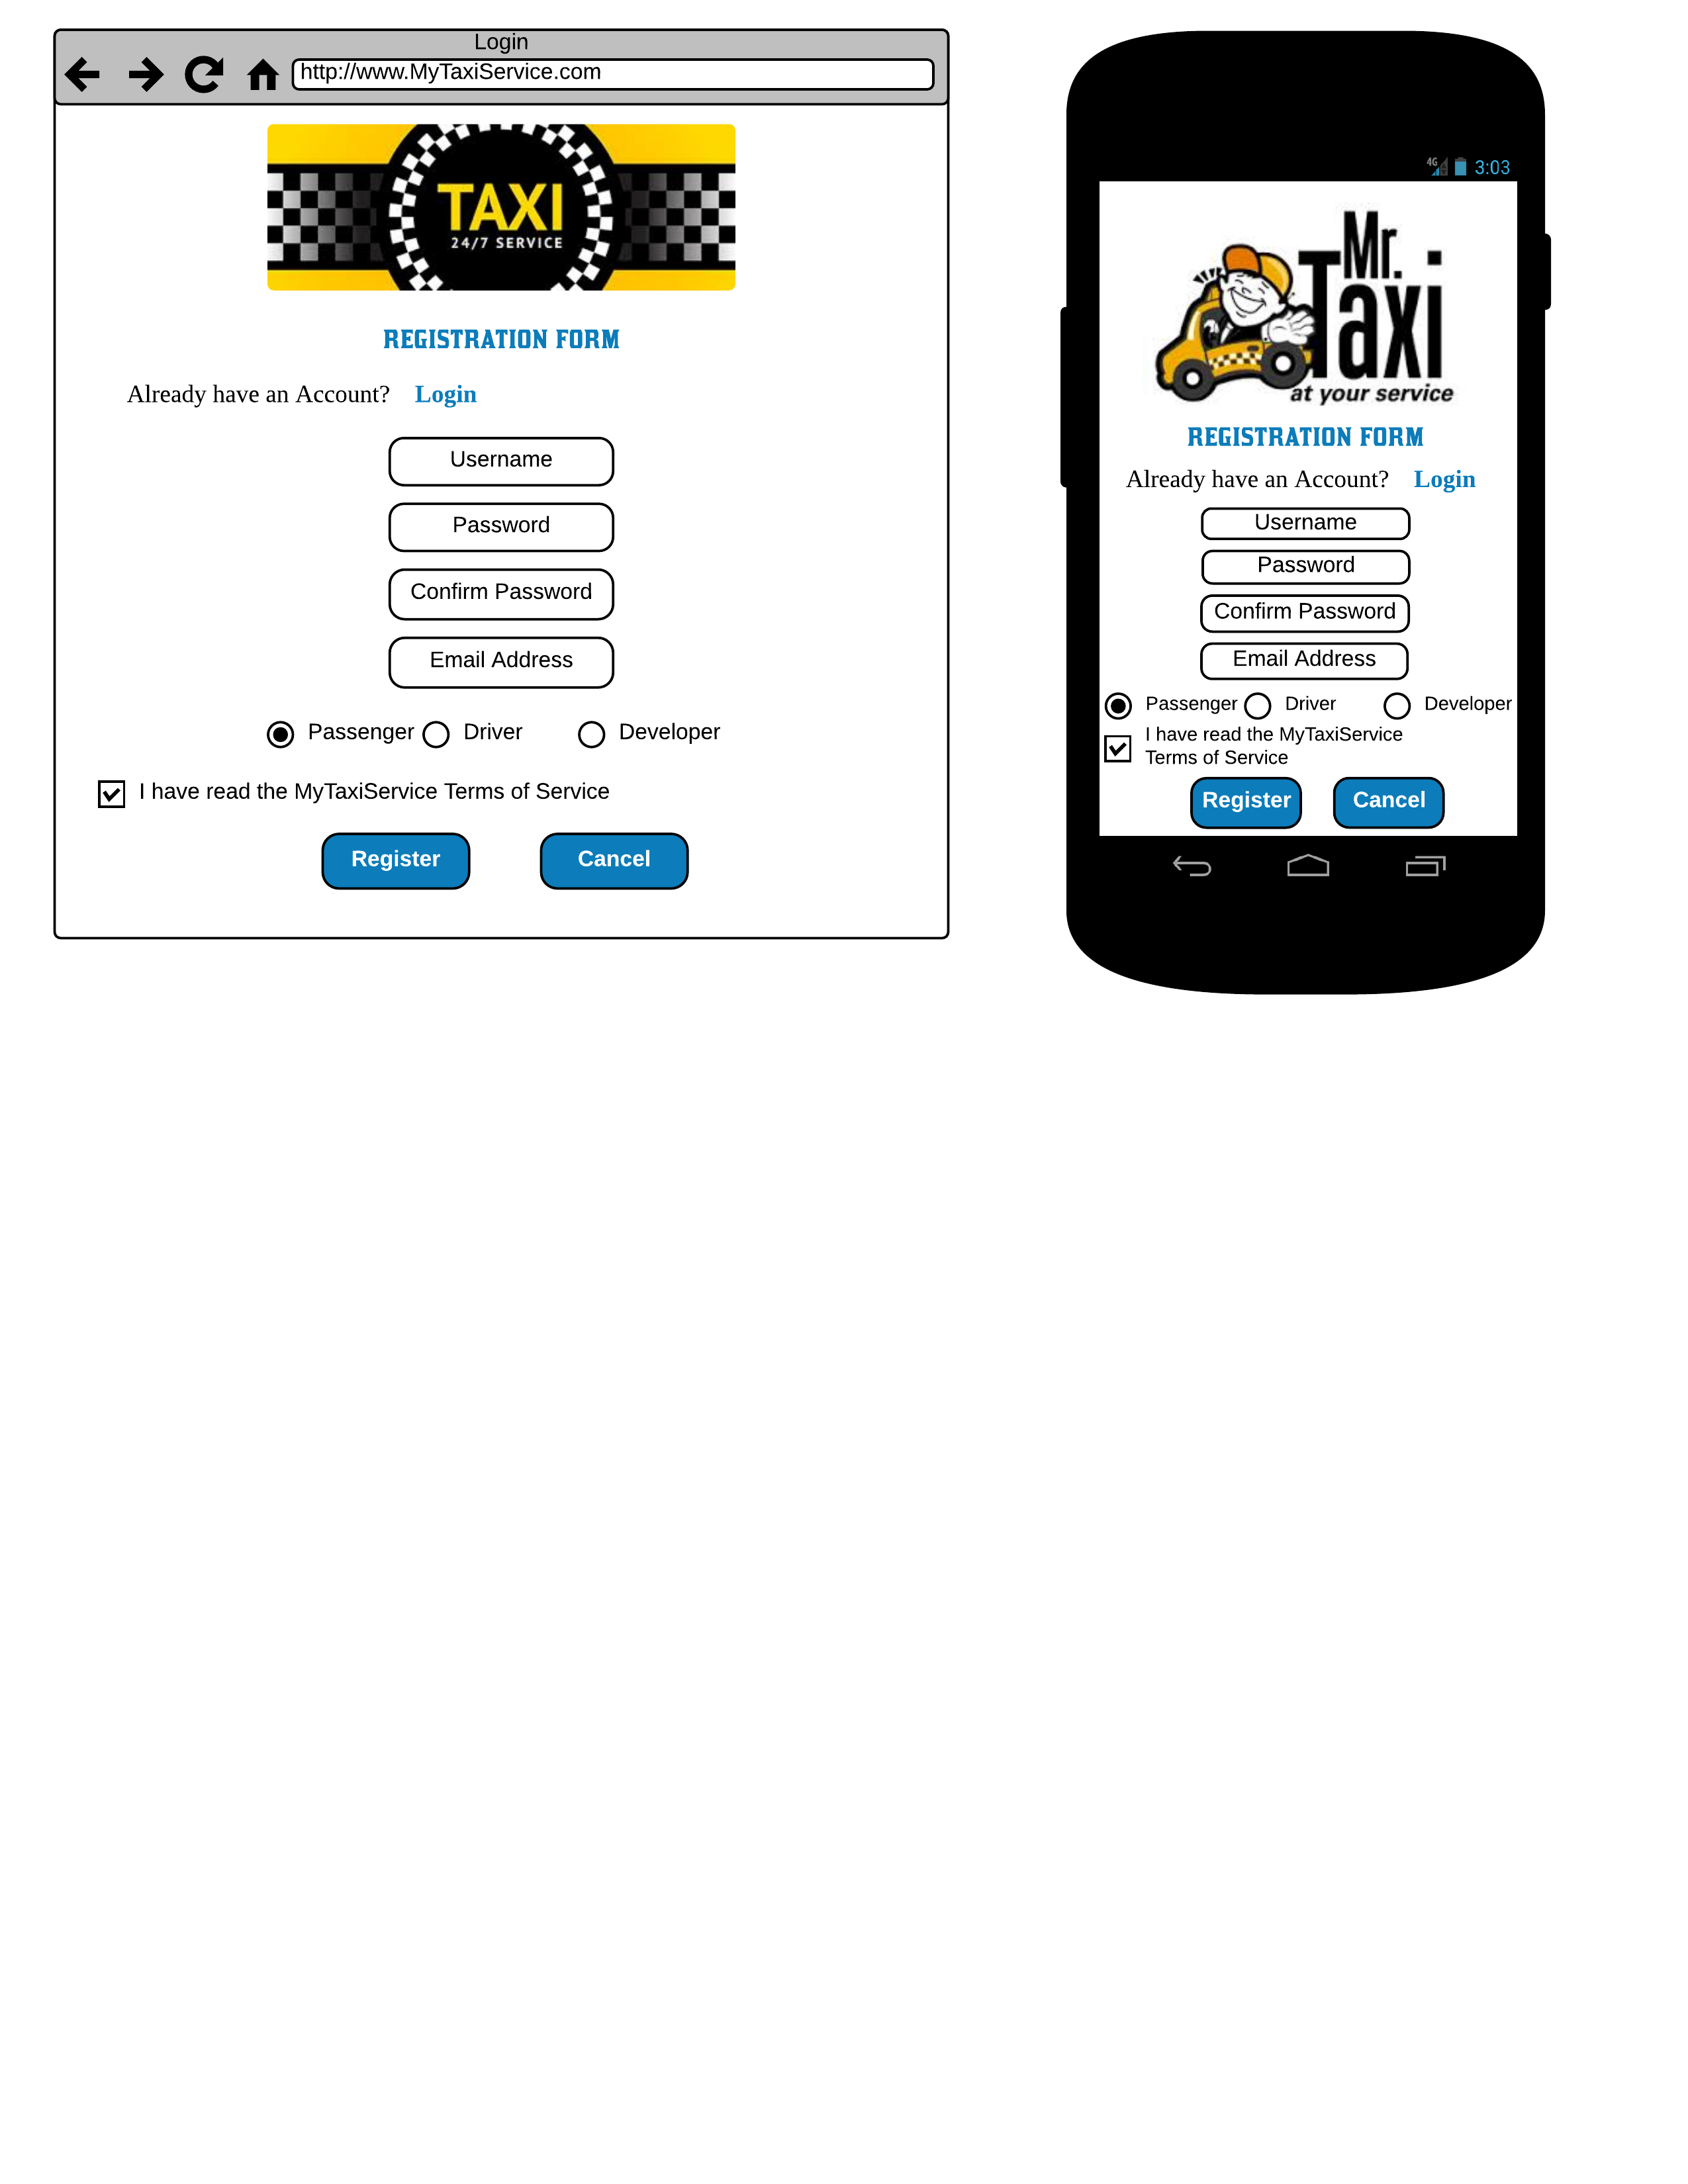 Login
http://www.MyTaxiService.com
TAXI
24/7 SERVICE
REGISTRATION FORM
Already have an Account? Login
Username
Password
Confirm Password
Email Address
Passenger Driver Developer
I have read the MyTaxiService Terms of Service
Register Cancel
4G 3:03
Mr.
Taxi
at your service
REGISTRATION FORM
Already have an Account? Login
Username
Password
Confirm Password
Email Address
Passenger Driver Developer
I have read the MyTaxiService
Terms of Service
Register Cancel